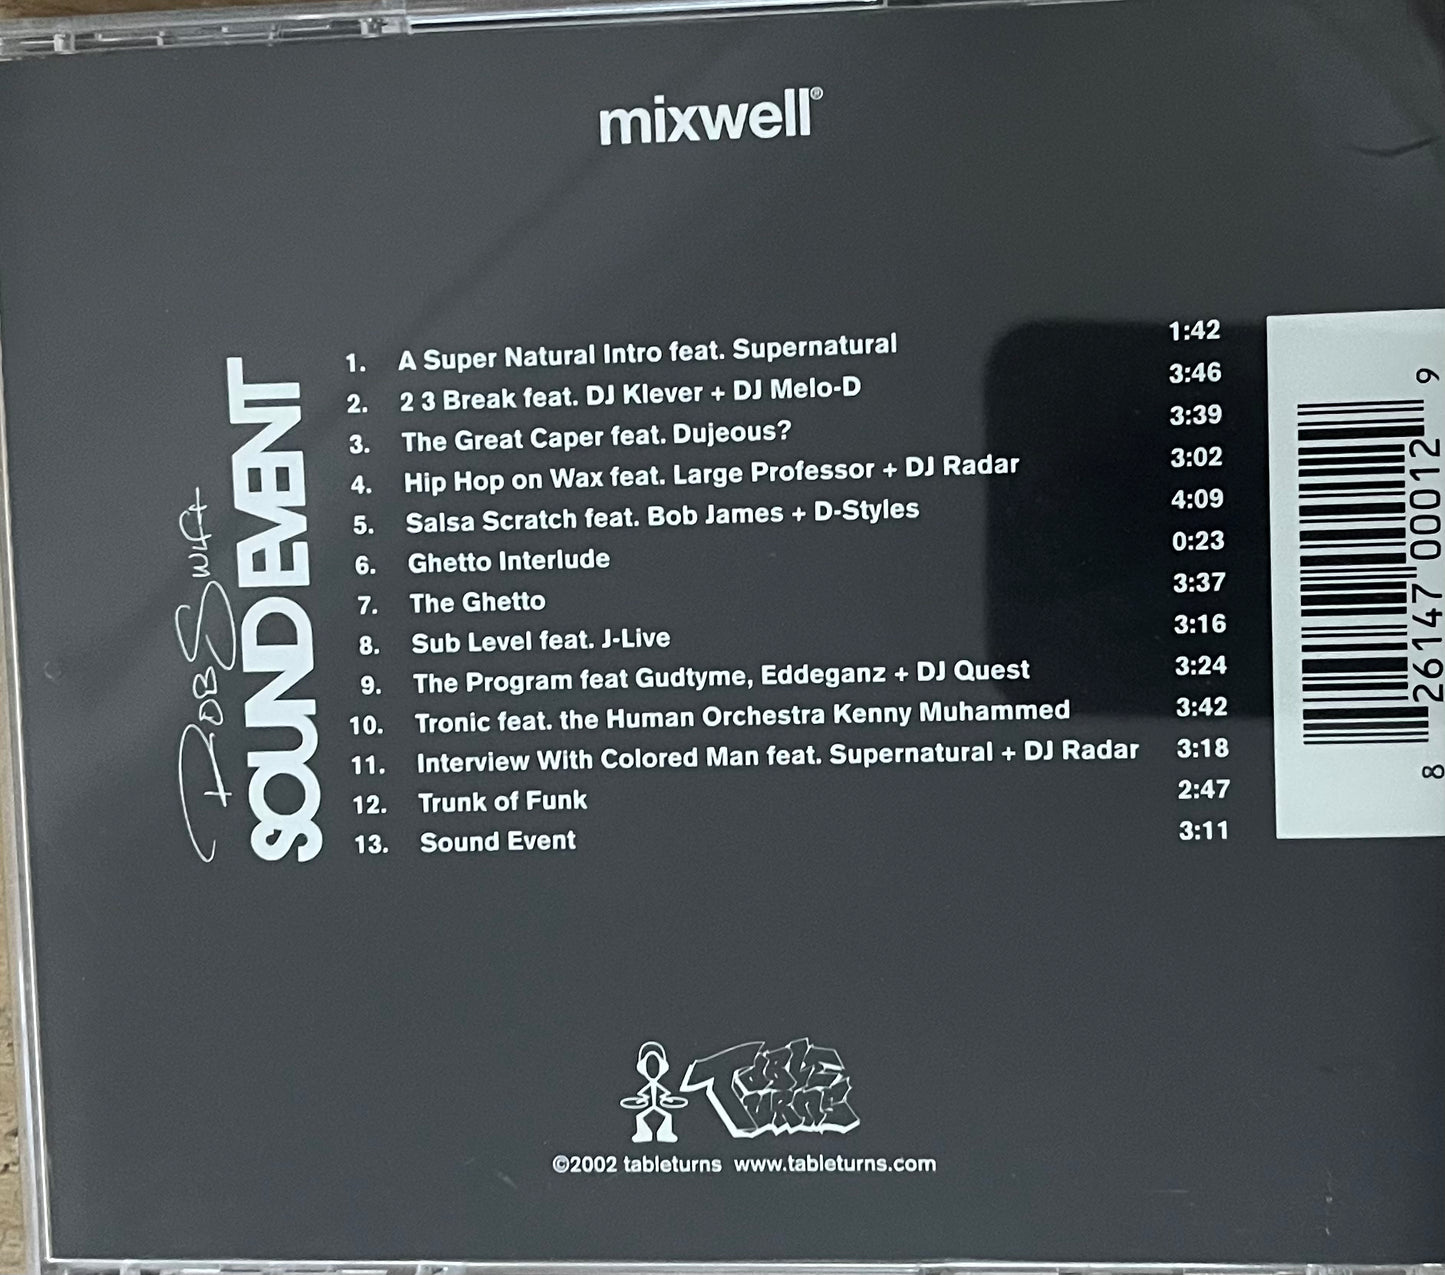 mixwell®
Rob Swift
SOUND EVENT
1. A Super Natural Intro feat. Supernatural 1:42
2. 2 3 Break feat. DJ Klever + DJ Melo-D 3:46
3. The Great Caper feat. Dujeous? 3:39
4. Hip Hop on Wax feat. Large Professor + DJ Radar 3:02
5. Salsa Scratch feat. Bob James + D-Styles 4:09
6. Ghetto Interlude 0:23
7. The Ghetto 3:37
8. Sub Level feat. J-Live 3:16
9. The Program feat Gudtyme, Eddeganz + DJ Quest 3:24
10. Tronic feat. the Human Orchestra Kenny Muhammed 3:42
11. Interview With Colored Man feat. Supernatural + DJ Radar 3:18
12. Trunk of Funk 2:47
13. Sound Event 3:11
8 26147 00012 9
Table
Turns
©2002 tableturns www.tableturns.com